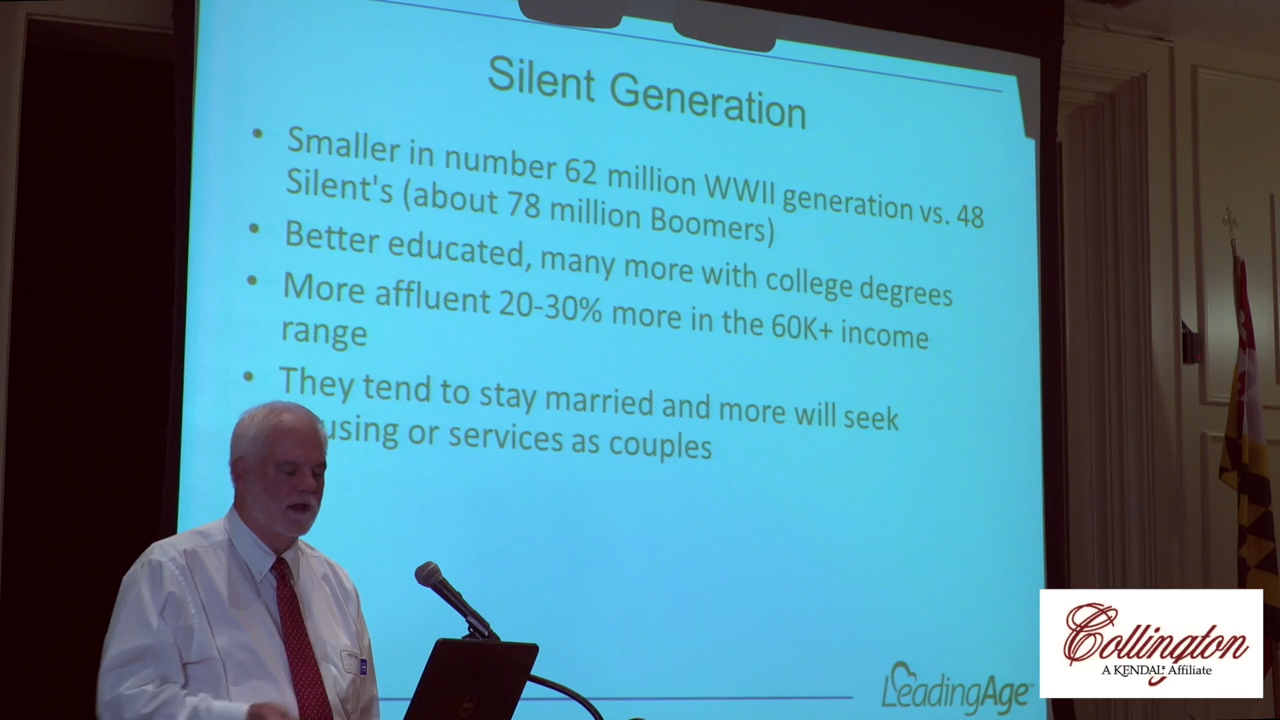 Silent Generation
• Smaller in number 62 million WWII generation vs. 48
Silent's (about 78 million Boomers)
• Better educated, many more with college degrees
• More affluent 20-30% more in the 60K+ income
range
• They tend to stay married and more will seek
using or services as couples
LeadingAge
Collington
A KENDAL Affiliate